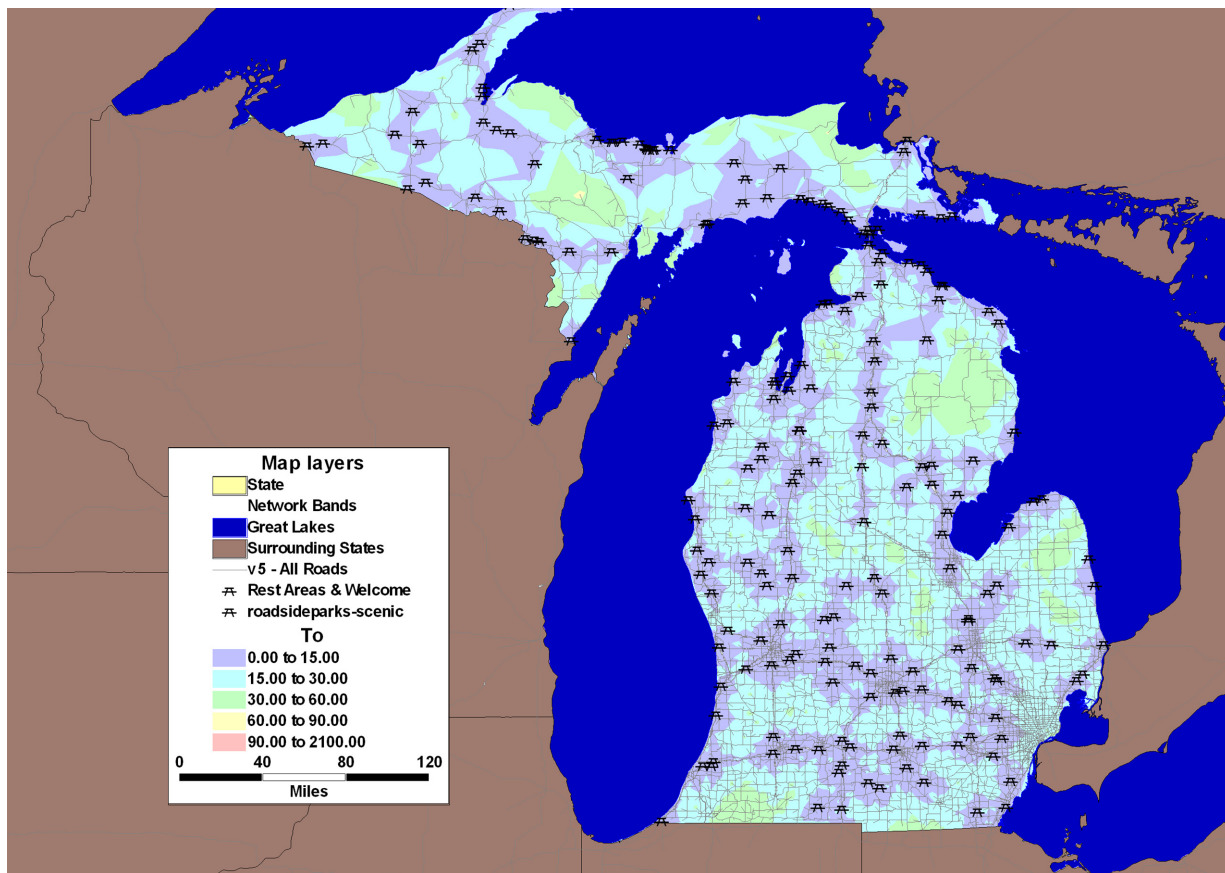 Map layers
State
Network Bands
Great Lakes
Surrounding States
v5 - All Roads
Rest Areas & Welcome
roadsideparks-scenic
To
0.00 to 15.00
15.00 to 30.00
30.00 to 60.00
60.00 to 90.00
90.00 to 2100.00
0 40 80 120
Miles